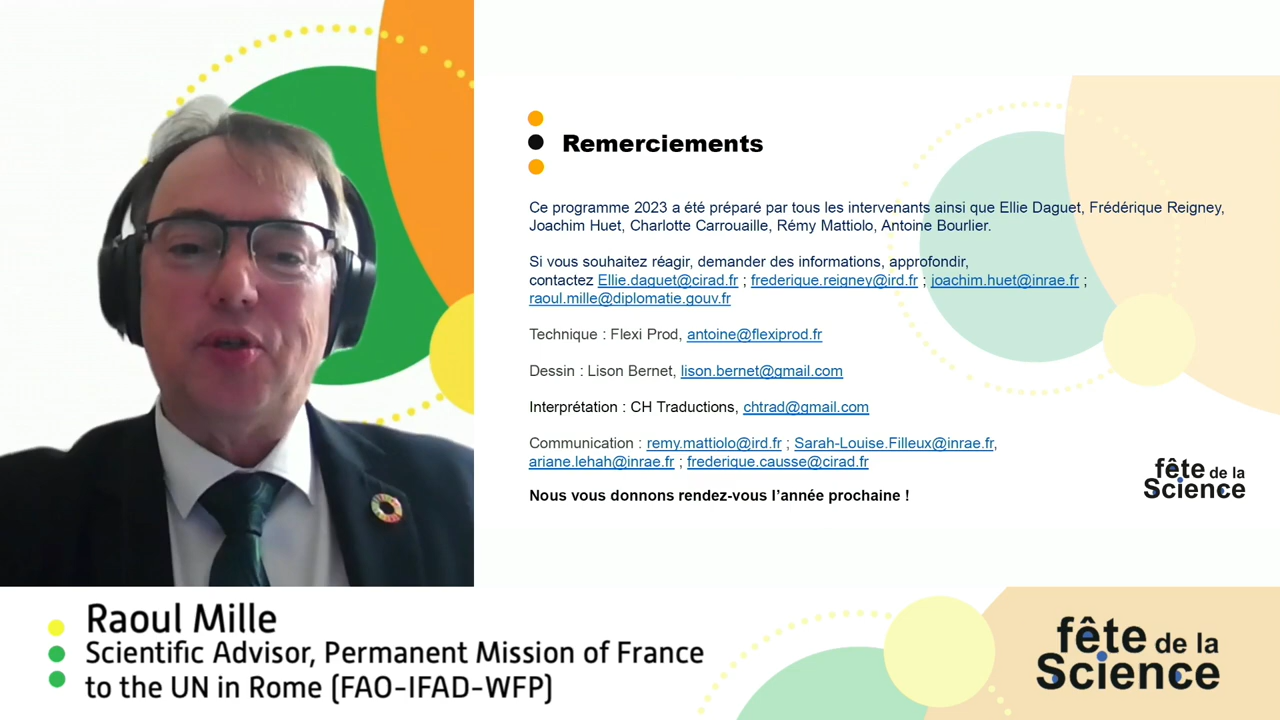 Remerciements
Ce programme 2023 a été préparé par tous les intervenants ainsi que Ellie Daguet, Frédérique Reigney,
Joachim Huet, Charlotte Carrouaille, Rémy Mattiolo, Antoine Bourlier.
Si vous souhaitez réagir, demander des informations, approfondir,
contactez Ellie.daguet@cirad.fr ; frederique.reigney@ird.fr ; joachim.huet@inrae.fr ;
raoul.mille@diplomatie.gouv.fr
Technique : Flexi Prod, antoine@flexiprod.fr
Dessin : Lison Bernet, lison.bernet@gmail.com
Interprétation : CH Traductions, chtrad@gmail.com
Communication : remy.mattiolo@ird.fr ; Sarah-Louise.Filleux@inrae.fr,
ariane.lehah@inrae.fr ; frederique.causse@cirad.fr
Nous vous donnons rendez-vous l’année prochaine !
fête de la
Science
Raoul Mille
Scientific Advisor, Permanent Mission of France
to the UN in Rome (FAO-IFAD-WFP)
fête de la
Science